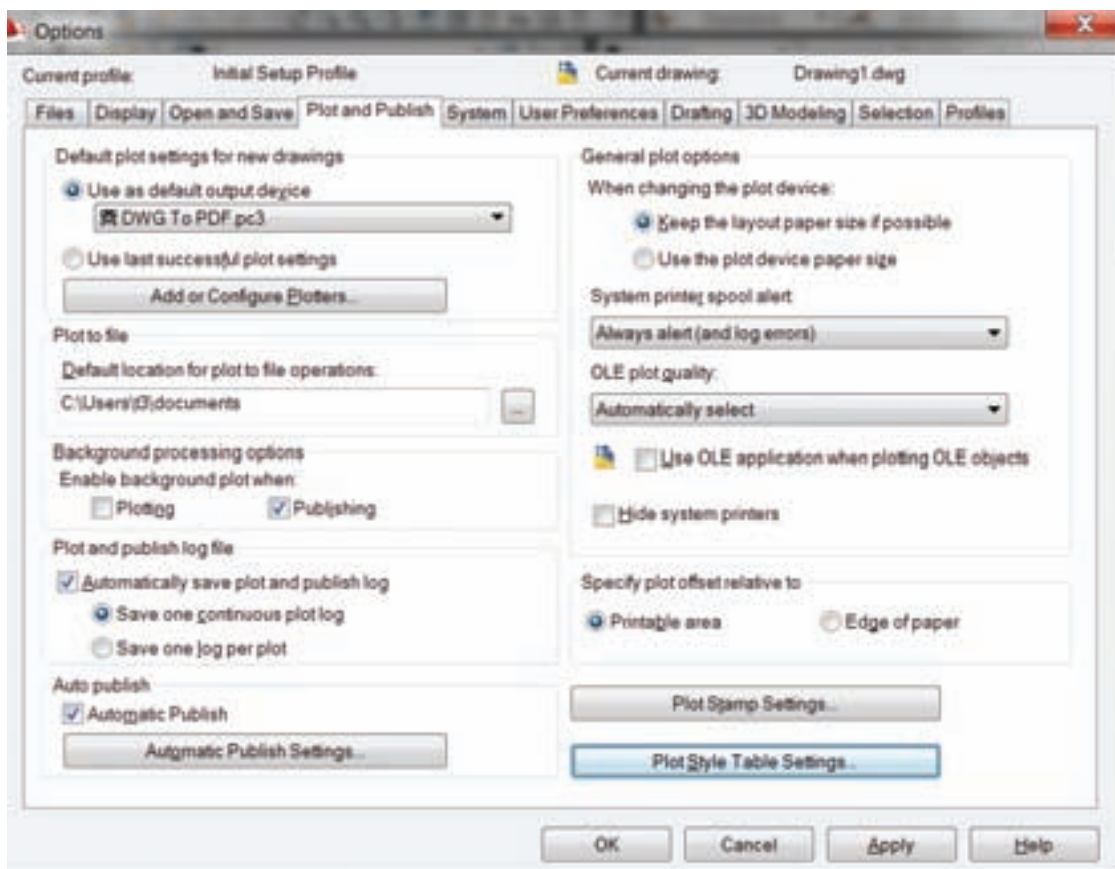 Options
Current profile: Initial Setup Profile Current drawing: Drawing1.dwg
Files Display Open and Save Plot and Publish System User Preferences Drafting 3D Modeling Selection Profiles
Default plot settings for new drawings
Use as default output device
DWG To PDF.pc3
Use last successful plot settings
Add or Configure Plotters...
Plot to file
Default location for plot to file operations:
C:\Users\t3\documents
...
Background processing options
Enable background plot when:
Plotting Publishing
Plot and publish log file
Automatically save plot and publish log
Save one continuous plot log
Save one log per plot
Auto publish
Automatic Publish
Automatic Publish Settings...
General plot options
When changing the plot device:
Keep the layout paper size if possible
Use the plot device paper size
System printer spool alert
Always alert (and log errors)
OLE plot quality:
Automatically select
Use OLE application when plotting OLE objects
Hide system printers
Specify plot offset relative to
Printable area Edge of paper
Plot Stamp Settings...
Plot Style Table Settings...
OK Cancel Apply Help